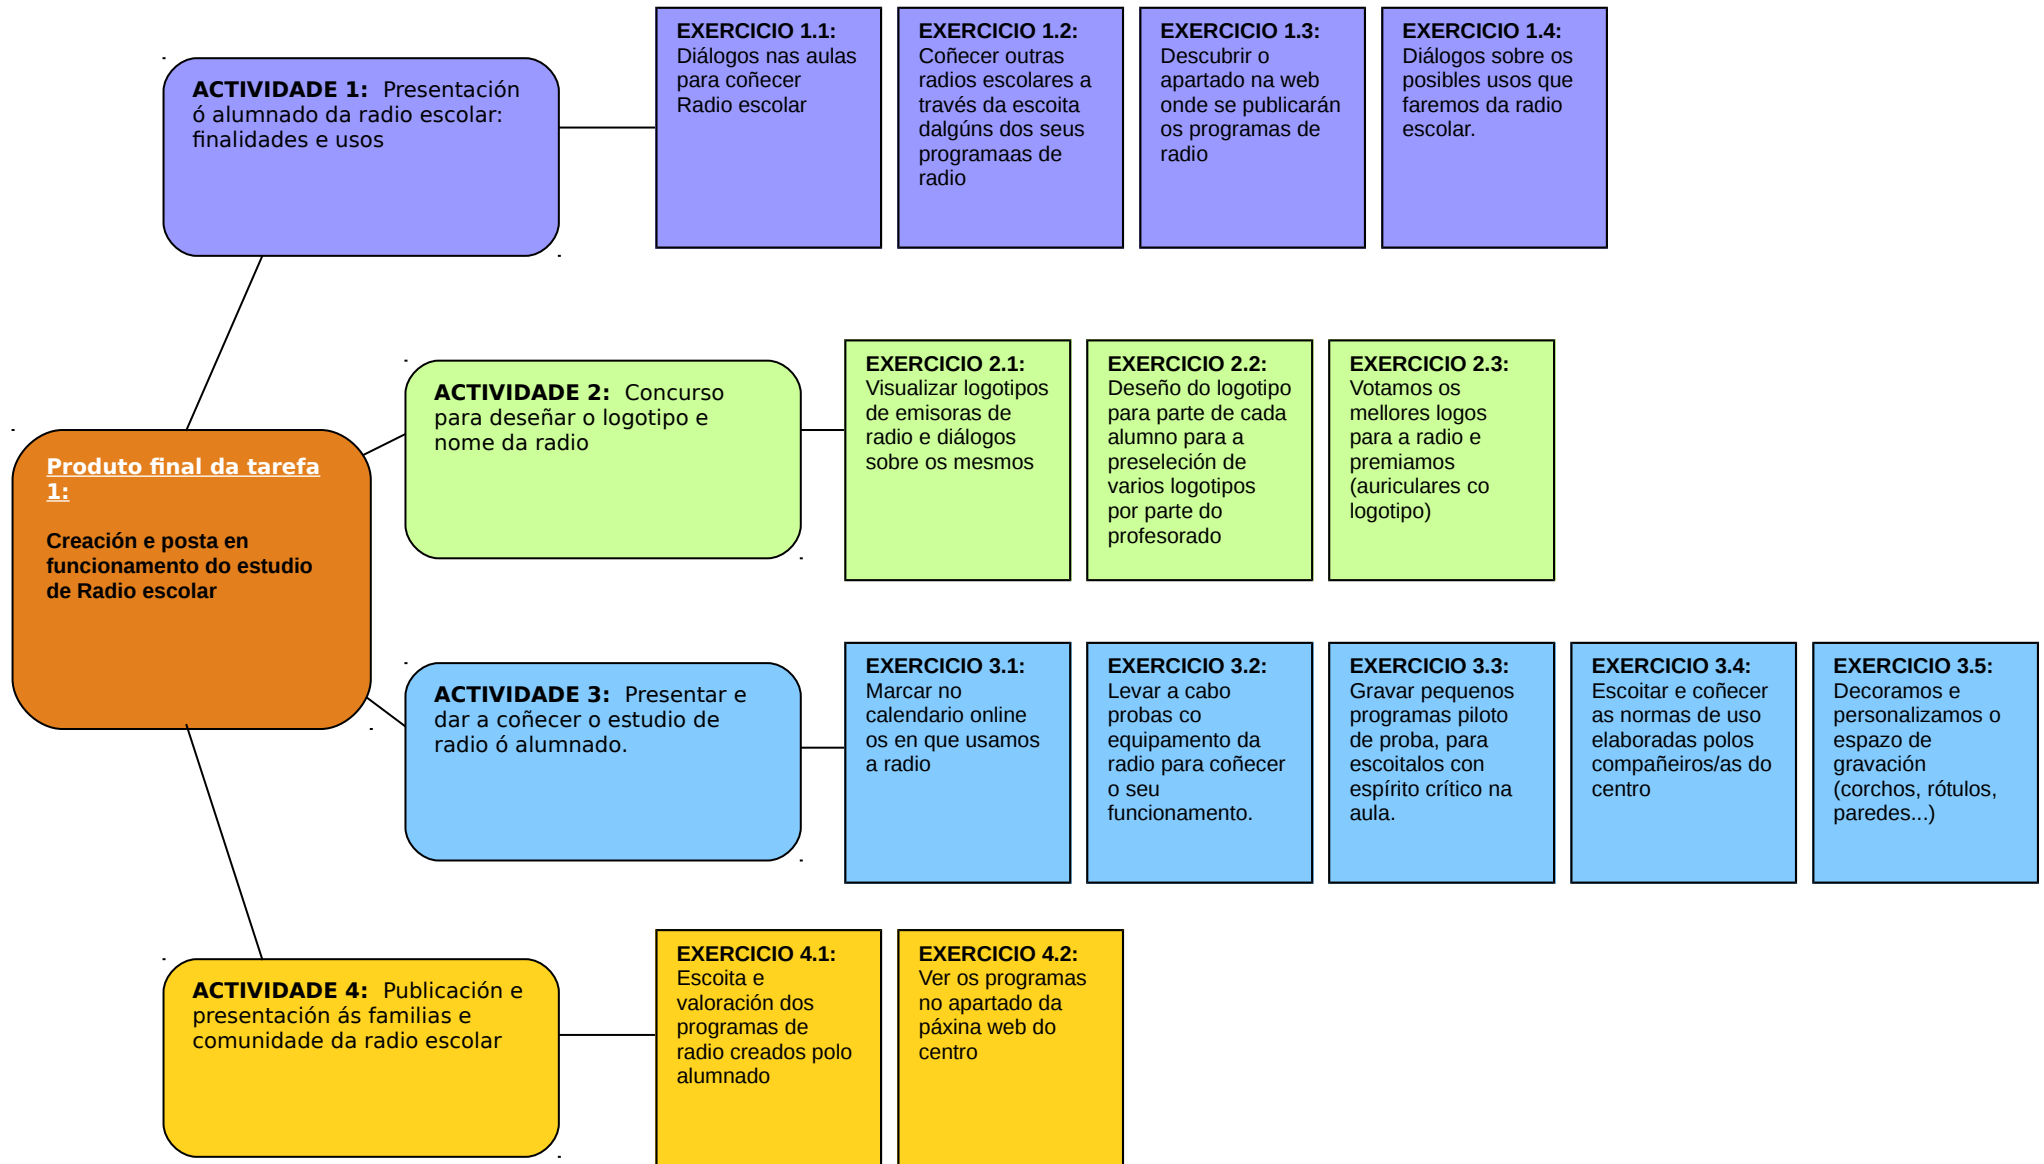 EXERCICIO 1.1:
Diálogos nas aulas
para coñecer
Radio escolar
EXERCICIO 1.2:
Coñecer outras
radios escolares a
través da escoita
dalgúns dos seus
programaas de
radio
EXERCICIO 1.3:
Descubrir o
apartado na web
onde se publicarán
os programas de
radio
EXERCICIO 1.4:
Diálogos sobre os
posibles usos que
faremos da radio
escolar.
ACTIVIDADE 1: Presentación
ó alumnado da radio escolar:
finalidades e usos
ACTIVIDADE 2: Concurso
para deseñar o logotipo e
nome da radio
EXERCICIO 2.1:
Visualizar logotipos
de emisoras de
radio e diálogos
sobre os mesmos
EXERCICIO 2.2:
Deseño do logotipo
para parte de cada
alumno para a
preseleción de
varios logotipos
por parte do
profesorado
EXERCICIO 2.3:
Votamos os
mellores logos
para a radio e
premiamos
(auriculares co
logotipo)
Produto final da tarefa
1:
Creación e posta en
funcionamento do estudio
de Radio escolar
ACTIVIDADE 3: Presentar e
dar a coñecer o estudio de
radio ó alumnado.
EXERCICIO 3.1:
Marcar no
calendario online
os en que usamos
a radio
EXERCICIO 3.2:
Levar a cabo
probas co
equipamento da
radio para coñecer
o seu
funcionamento.
EXERCICIO 3.3:
Gravar pequenos
programas piloto
de proba, para
escoitalos con
espírito crítico na
aula.
EXERCICIO 3.4:
Escoitar e coñecer
as normas de uso
elaboradas polos
compañeiros/as do
centro
EXERCICIO 3.5:
Decoramos e
personalizamos o
espazo de
gravación
(corchos, rótulos,
paredes...)
ACTIVIDADE 4: Publicación e
presentación ás familias e
comunidade da radio escolar
EXERCICIO 4.1:
Escoita e
valoración dos
programas de
radio creados polo
alumnado
EXERCICIO 4.2:
Ver os programas
no apartado da
páxina web do
centro